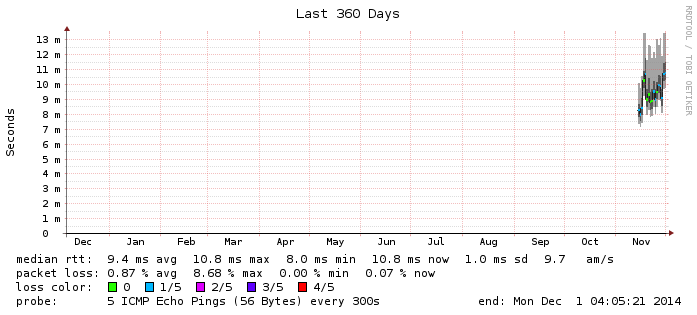 Last 360 Days
RRDTOOL / TOBI OETIKER
Seconds
13 m
12 m
11 m
10 m
9 m
8 m
7 m
6 m
5 m
4 m
3 m
2 m
1 m
0
Dec Jan Feb Mar Apr May Jun Jul Aug Sep Oct Nov
median rtt: 9.4 ms avg 10.8 ms max 8.0 ms min 10.8 ms now 1.0 ms sd 9.7 am/s
packet loss: 0.87 % avg 8.68 % max 0.00 % min 0.07 % now
loss color: 0 1/5 2/5 3/5 4/5
probe: 5 ICMP Echo Pings (56 Bytes) every 300s end: Mon Dec 1 04:05:21 2014